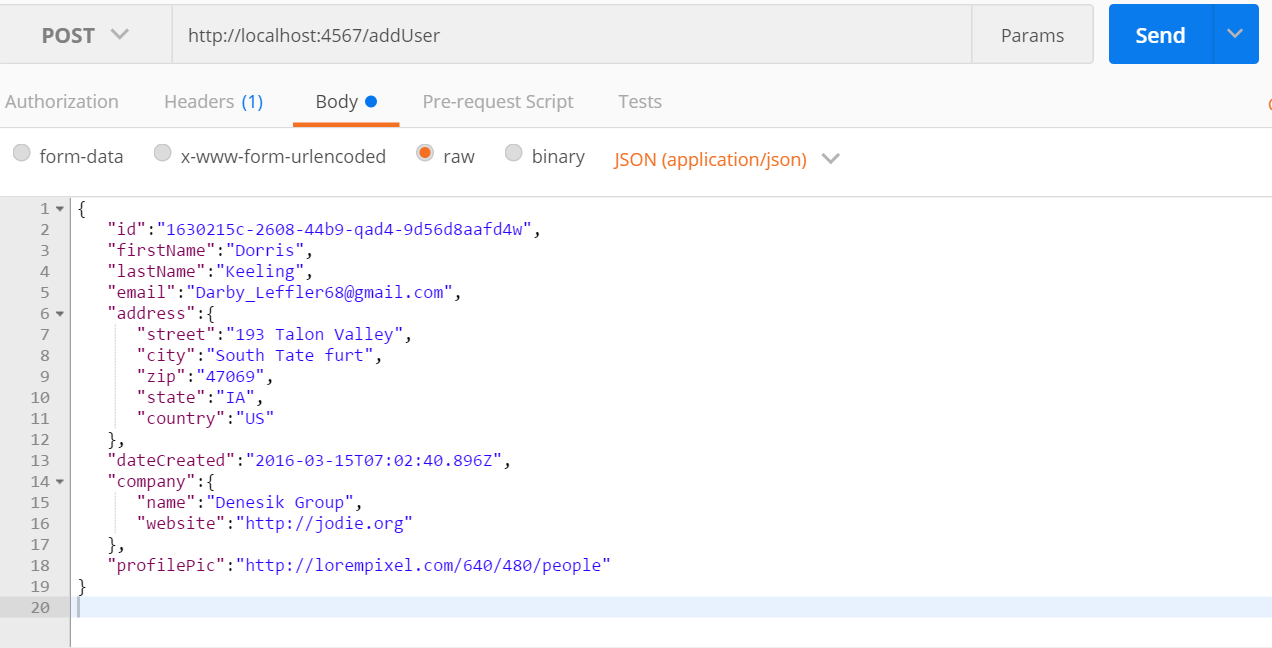 POST http://localhost:4567/addUser Params Send
Authorization Headers (1) Body Pre-request Script Tests
form-data x-www-form-urlencoded raw binary JSON (application/json)
1 {
2 "id":"1630215c-2608-44b9-qad4-9d56d8aafd4w",
3 "firstName":"Dorris",
4 "lastName":"Keeling",
5 "email":"Darby_Leffler68@gmail.com",
6 "address":{
7 "street":"193 Talon Valley",
8 "city":"South Tate furt",
9 "zip":"47069",
10 "state":"IA",
11 "country":"US"
12 },
13 "dateCreated":"2016-03-15T07:02:40.896Z",
14 "company":{
15 "name":"Denesik Group",
16 "website":"http://jodie.org"
17 },
18 "profilePic":"http://lorempixel.com/640/480/people"
19 }
20